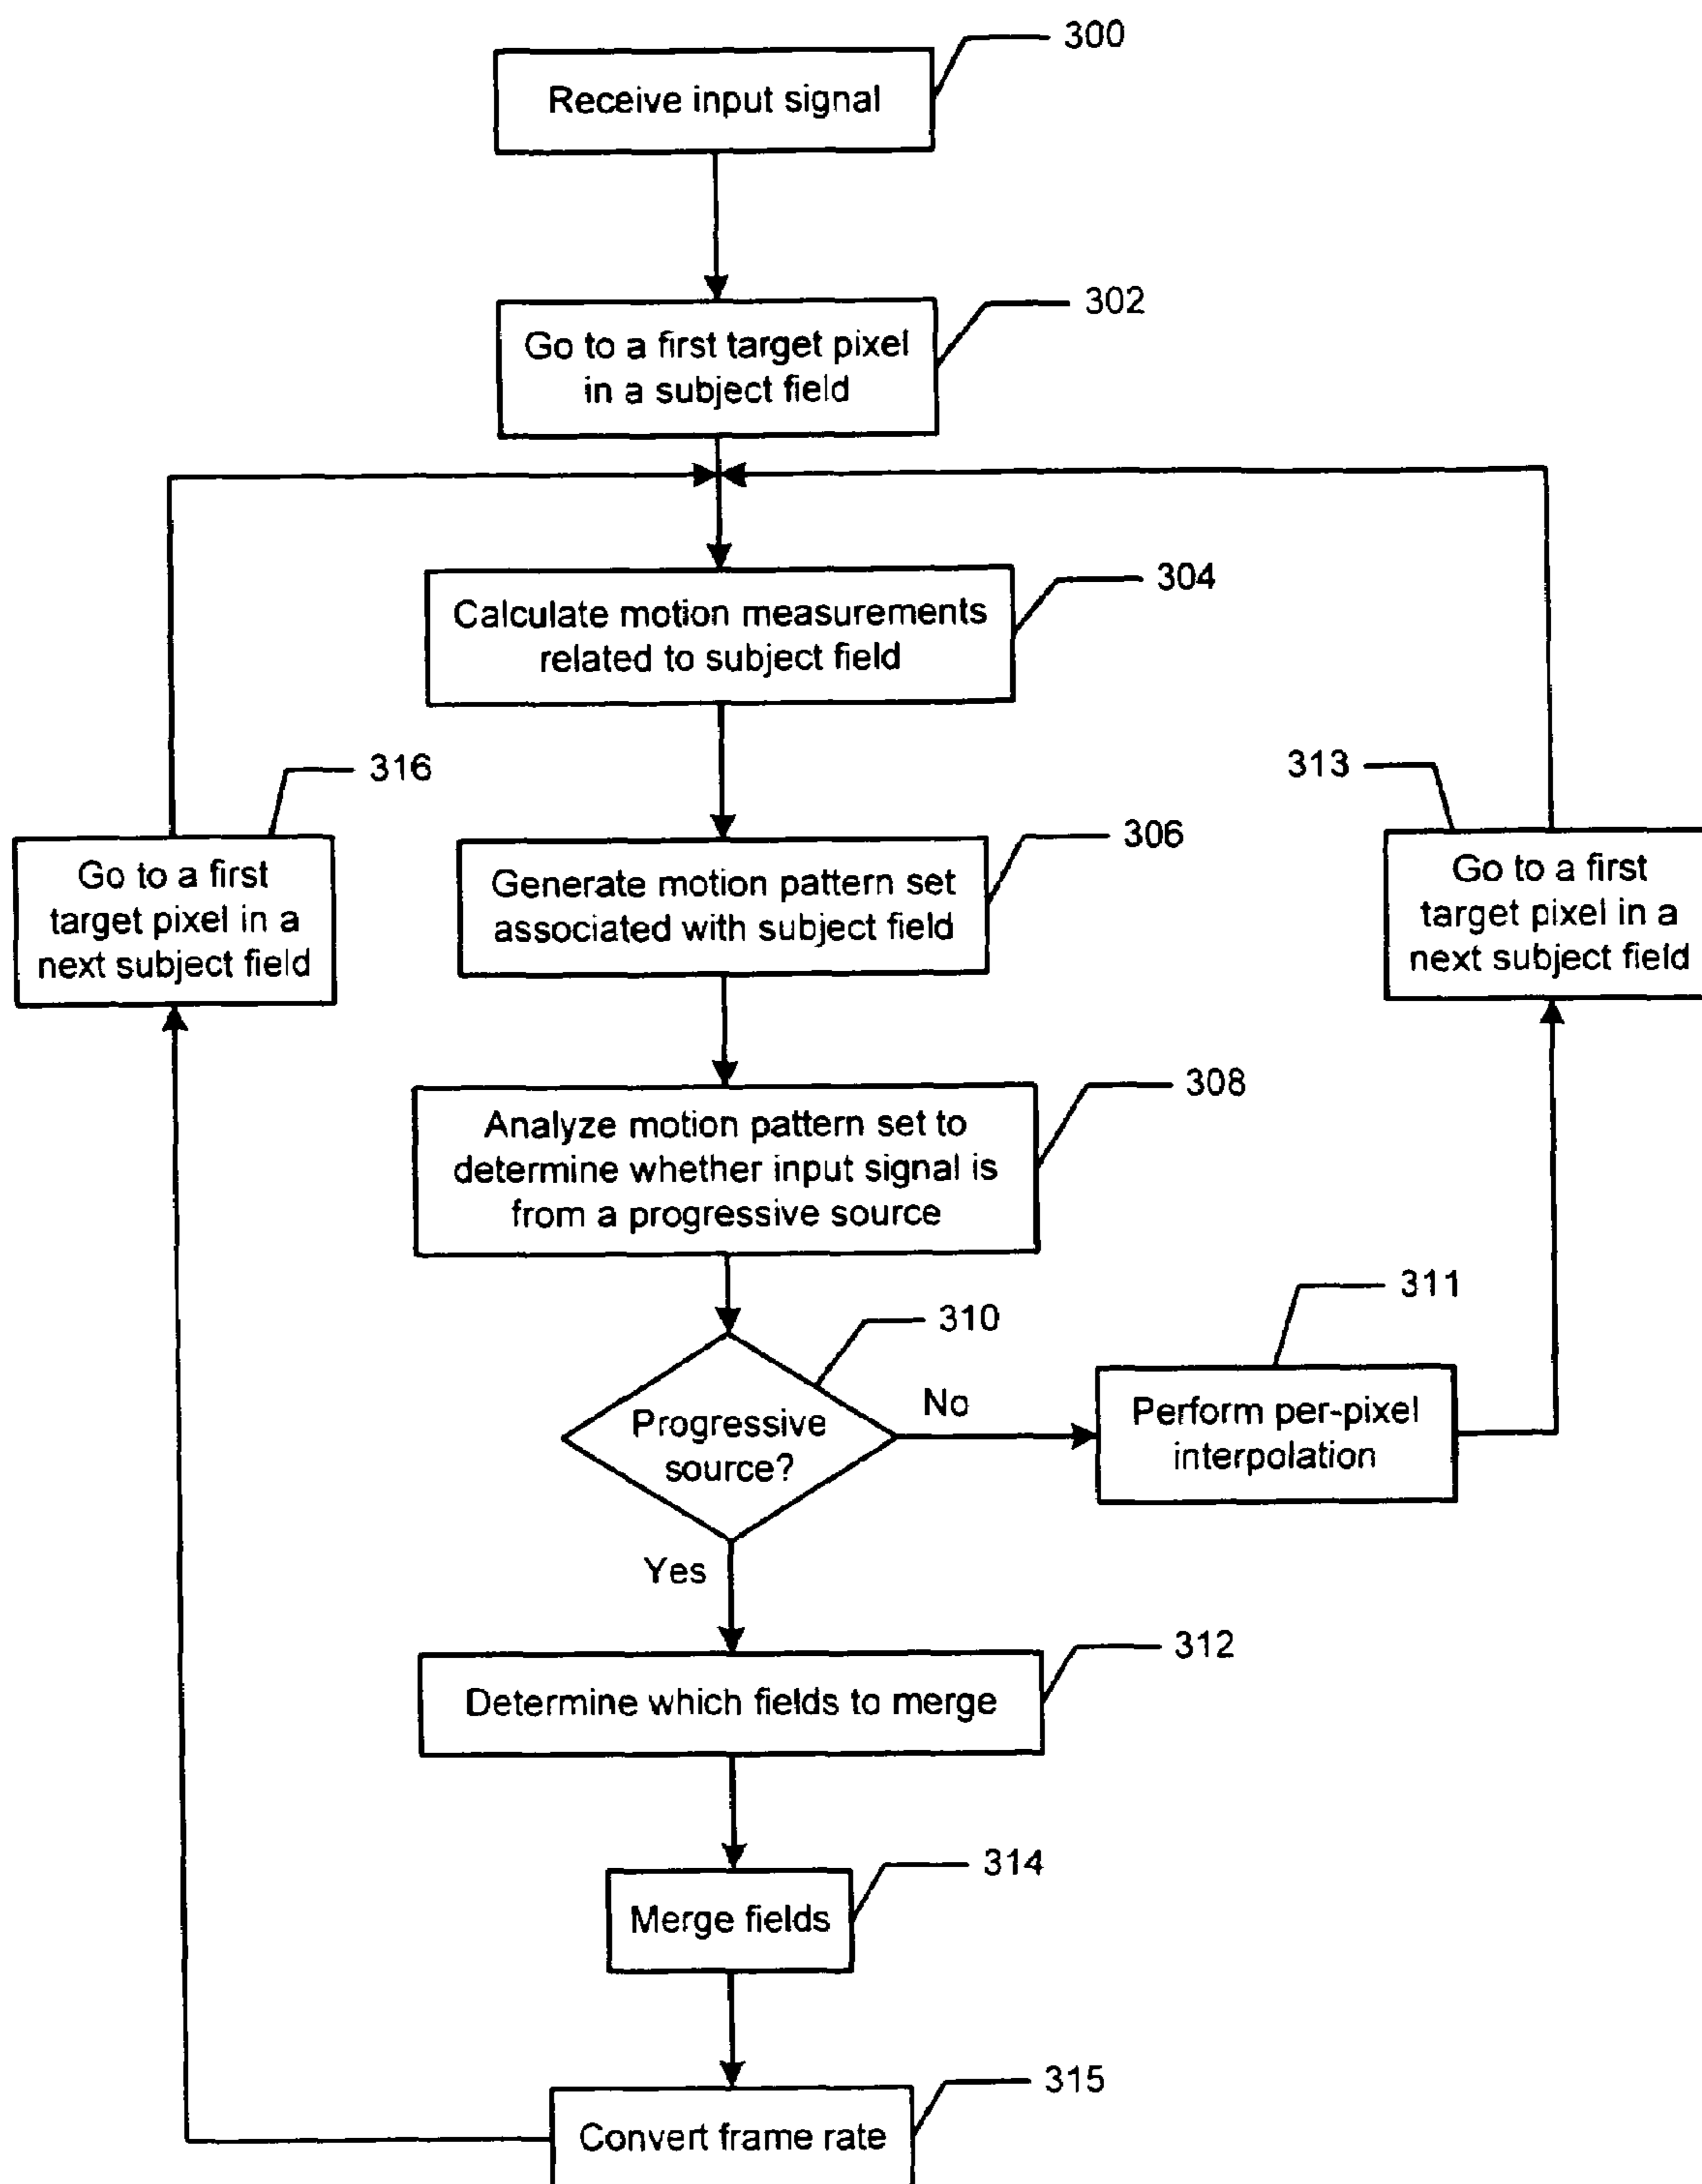 300
Receive input signal
302
Go to a first target pixel
in a subject field
304
Calculate motion measurements
related to subject field
316
Go to a first
target pixel in a
next subject field
306
Generate motion pattern set
associated with subject field
313
Go to a first
target pixel in a
next subject field
308
Analyze motion pattern set to
determine whether input signal is
from a progressive source
310
Progressive
source?
No
311
Perform per-pixel
interpolation
Yes
312
Determine which fields to merge
314
Merge fields
315
Convert frame rate